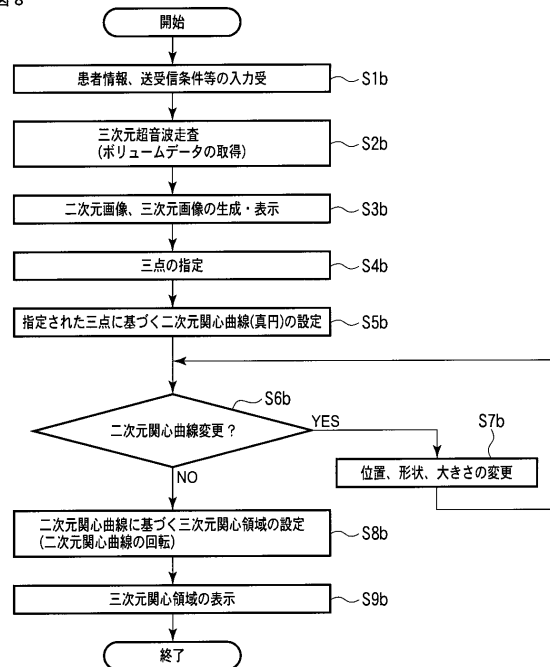 図8
開始
患者情報、送受信条件等の入力受
S1b
三次元超音波走査
(ボリュームデータの取得)
S2b
二次元画像、三次元画像の生成・表示
S3b
三点の指定
S4b
指定された三点に基づく二次元関心曲線(真円)の設定
S5b
S6b
二次元関心曲線変更？
YES
S7b
位置、形状、大きさの変更
NO
二次元関心曲線に基づく三次元関心領域の設定
(二次元関心曲線の回転)
S8b
三次元関心領域の表示
S9b
終了